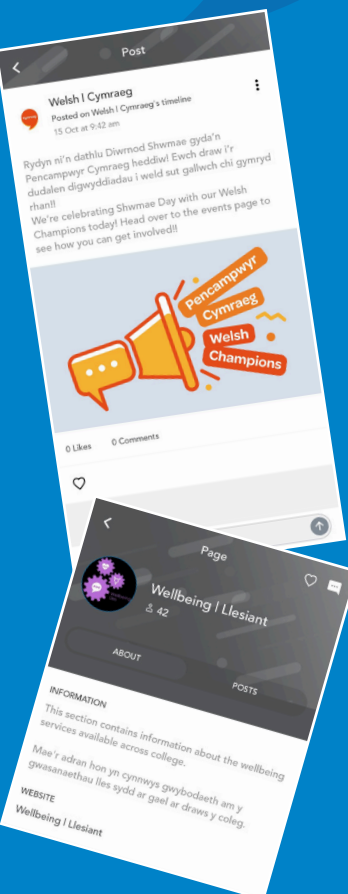 Post
Welsh | Cymraeg
Posted on Welsh | Cymraeg's timeline
15 Oct at 9:42 am
Rydyn ni'n dathlu Diwrnod Shwmae gyda'n
Pencampwyr Cymraeg heddiw! Ewch draw i'r
dudalen digwyddiadau i weld sut gallwch chi gymryd
rhan!!
We're celebrating Shwmae Day with our Welsh
Champions today! Head over to the events page to
see how you can get involved!!
Pencampwyr
Cymraeg
Welsh
Champions
0 Likes 0 Comments
Page
Wellbeing | Llesiant
42
ABOUT POSTS
INFORMATION
This section contains information about the wellbeing
services available across college.
Mae'r adran hon yn cynnwys gwybodaeth am y
gwasanaethau lles sydd ar gael ar draws y coleg.
WEBSITE
Wellbeing | Llesiant